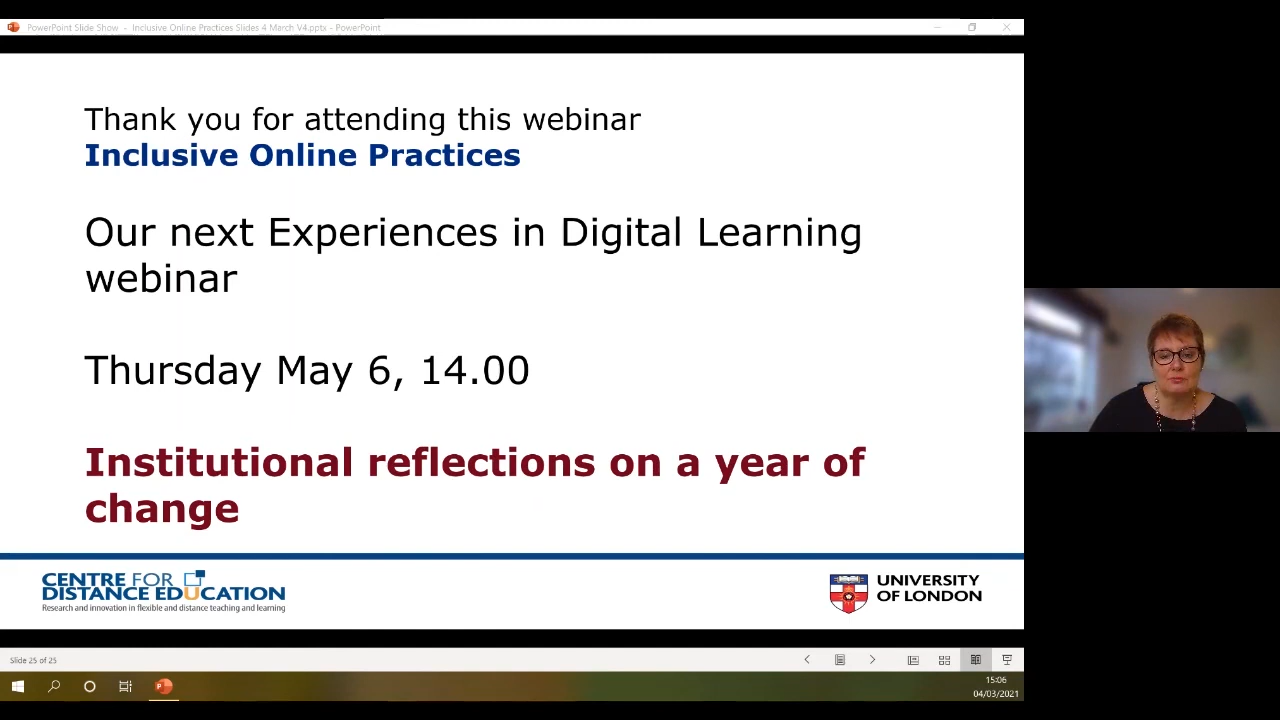 PowerPoint Slide Show - Inclusive Online Practices Slides 4 March V4.pptx - PowerPoint
Thank you for attending this webinar
Inclusive Online Practices
Our next Experiences in Digital Learning
webinar
Thursday May 6, 14.00
Institutional reflections on a year of
change
CENTRE FOR
DISTANCE EDUCATION
Research and innovation in flexible and distance teaching and learning
UNIVERSITY
OF LONDON
Slide 25 of 25
15:06
04/03/2021